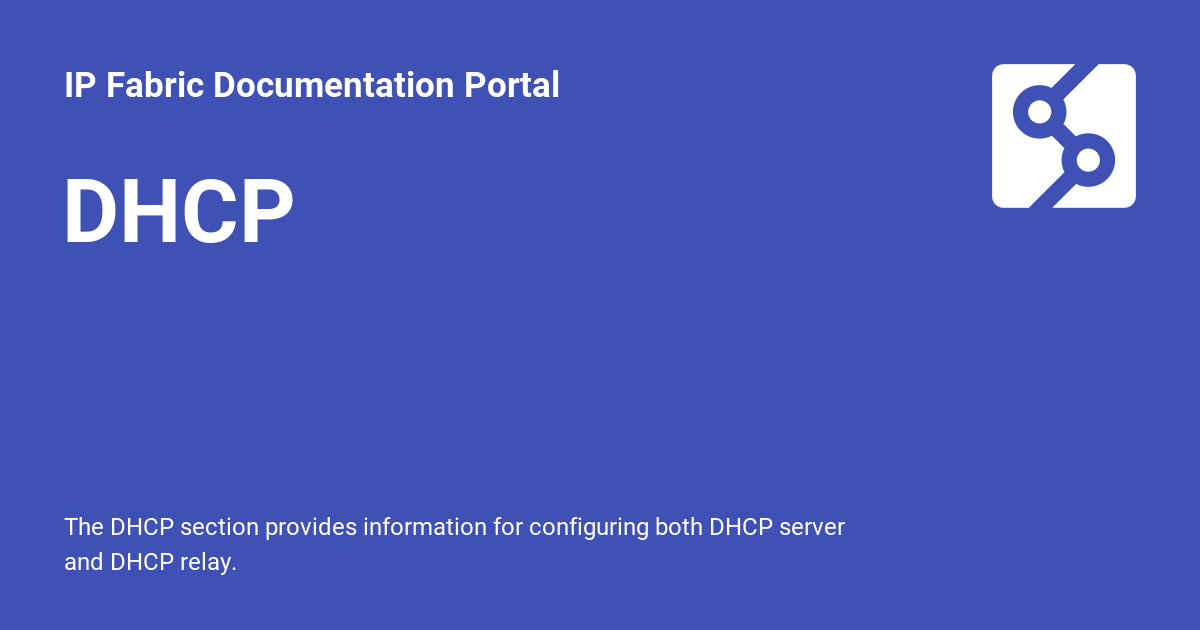 IP Fabric Documentation Portal
DHCP
The DHCP section provides information for configuring both DHCP server
and DHCP relay.